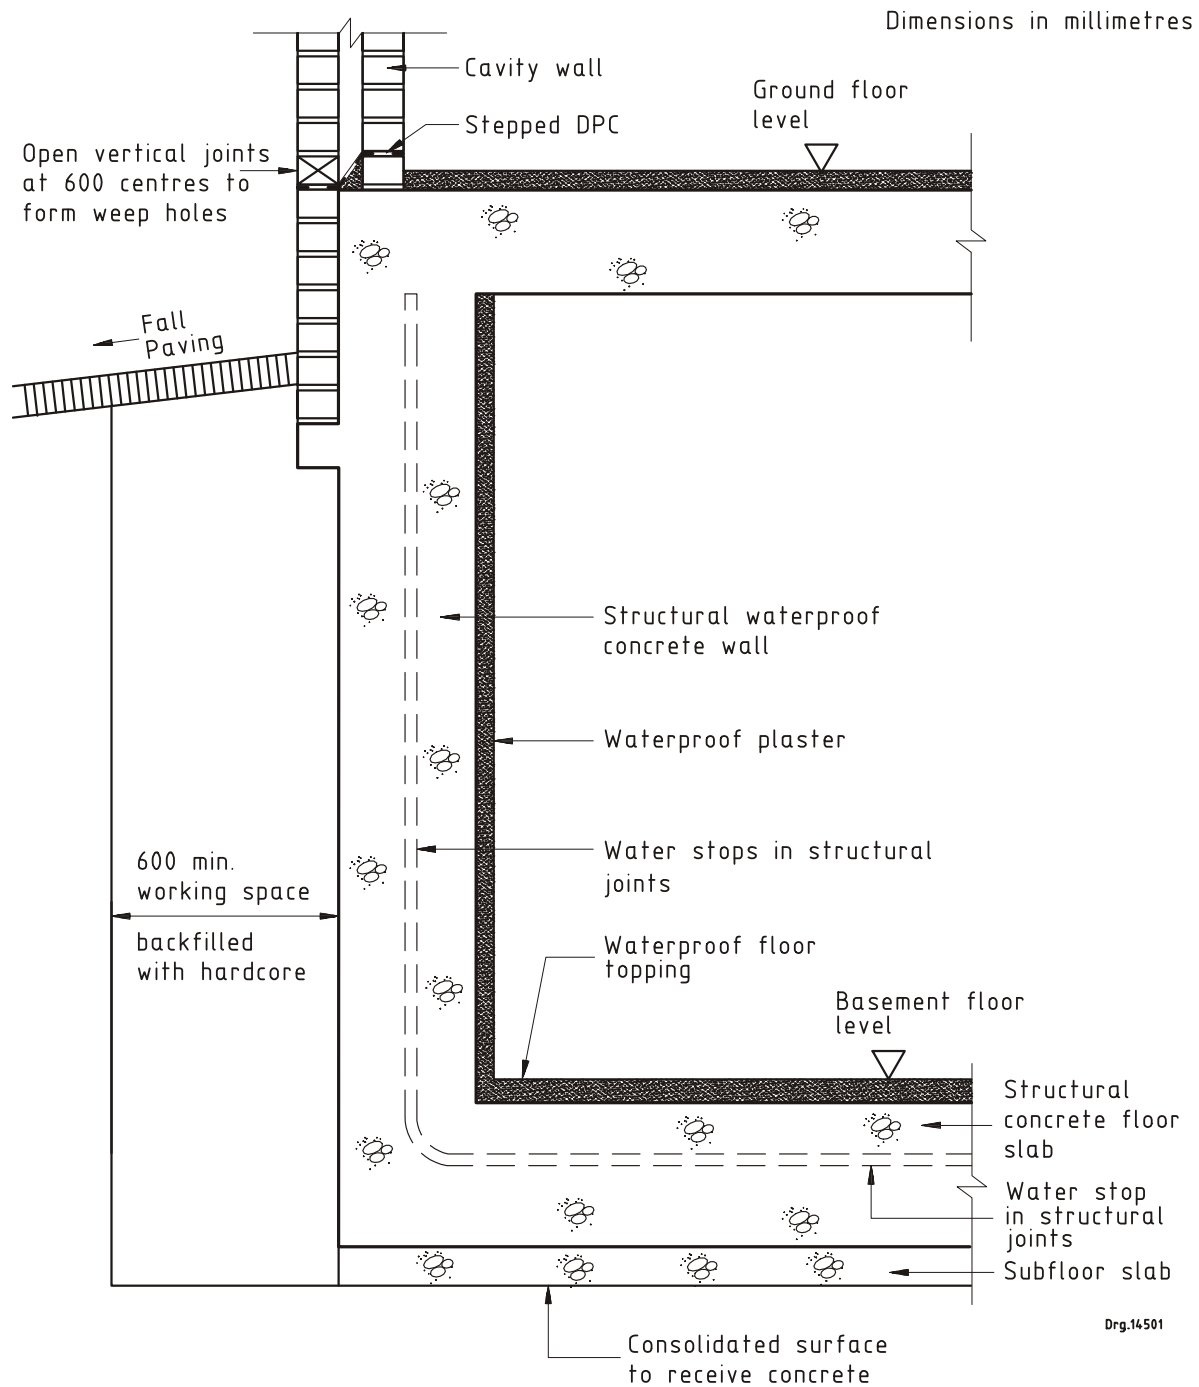 Dimensions in millimetres
Cavity wall
Ground floor
level
Stepped DPC
Open vertical joints
at 600 centres to
form weep holes
Fall
Paving
Structural waterproof
concrete wall
Waterproof plaster
Water stops in structural
joints
600 min.
working space
backfilled
with hardcore
Waterproof floor
topping
Basement floor
level
Structural
concrete floor
slab
Water stop
in structural
joints
Subfloor slab
Drg.14501
Consolidated surface
to receive concrete